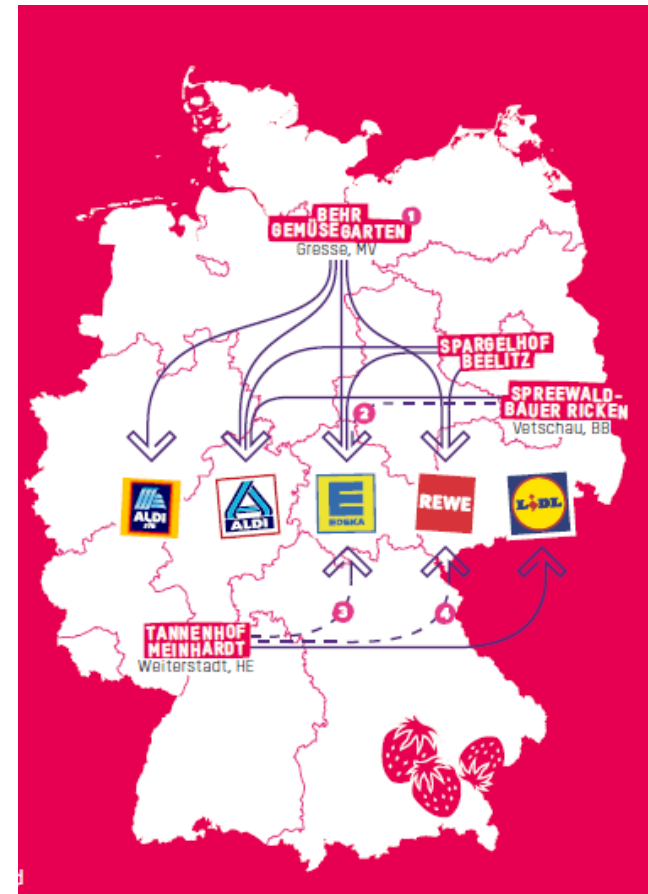 BEHR
GEMÜSEGARTEN 1
Gresse, MV
SPARGELHOF
BEELITZ
SPREEWALD-
BAUER RICKEN
Vetschau, BB
2
ALDI
ALDI
E
EDEKA
REWE
LIDL
3
4
TANNENHOF
MEINHARDT
Weiterstadt, HE
d